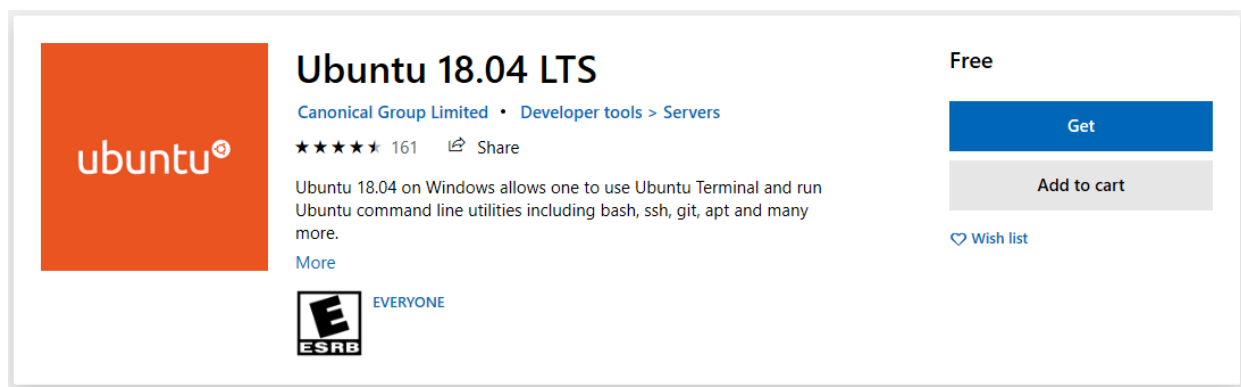 ubuntu
Ubuntu 18.04 LTS
Canonical Group Limited • Developer tools > Servers
161 Share
Ubuntu 18.04 on Windows allows one to use Ubuntu Terminal and run
Ubuntu command line utilities including bash, ssh, git, apt and many
more.
More
E
ESRB
EVERYONE
Free
Get
Add to cart
Wish list